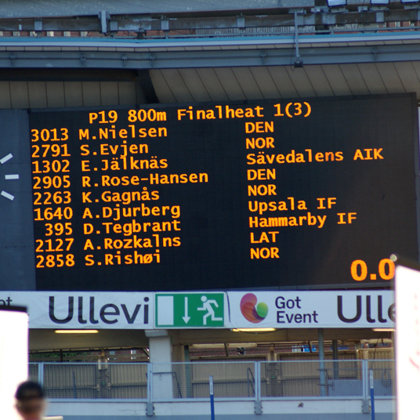 P19 800m Finalheat 1(3)
3013 M.Nielsen DEN
2791 S.Evjen NOR
1302 E.Jälknäs Sävedalens AIK
2905 R.Rose-Hansen DEN
2263 K.Gagnås NOR
1640 A.Djurberg Upsala IF
395 D.Tegbrant Hammarby IF
2127 A.Rozkalns LAT
2858 S.Rishøi NOR
0.0
et Ullevi Got Event Ulle